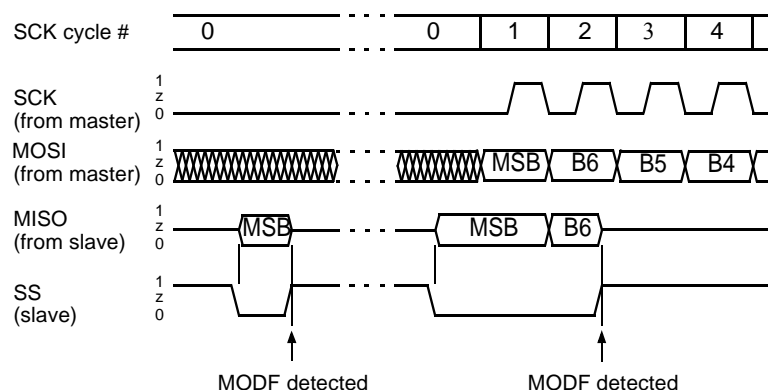 SCK cycle # 0 0 1 2 3 4
SCK
(from master)
1
z
0
MOSI
(from master)
1
z
0
MSB B6 B5 B4
MISO
(from slave)
1
z
0
MSB MSB B6
SS
(slave)
1
z
0
MODF detected MODF detected